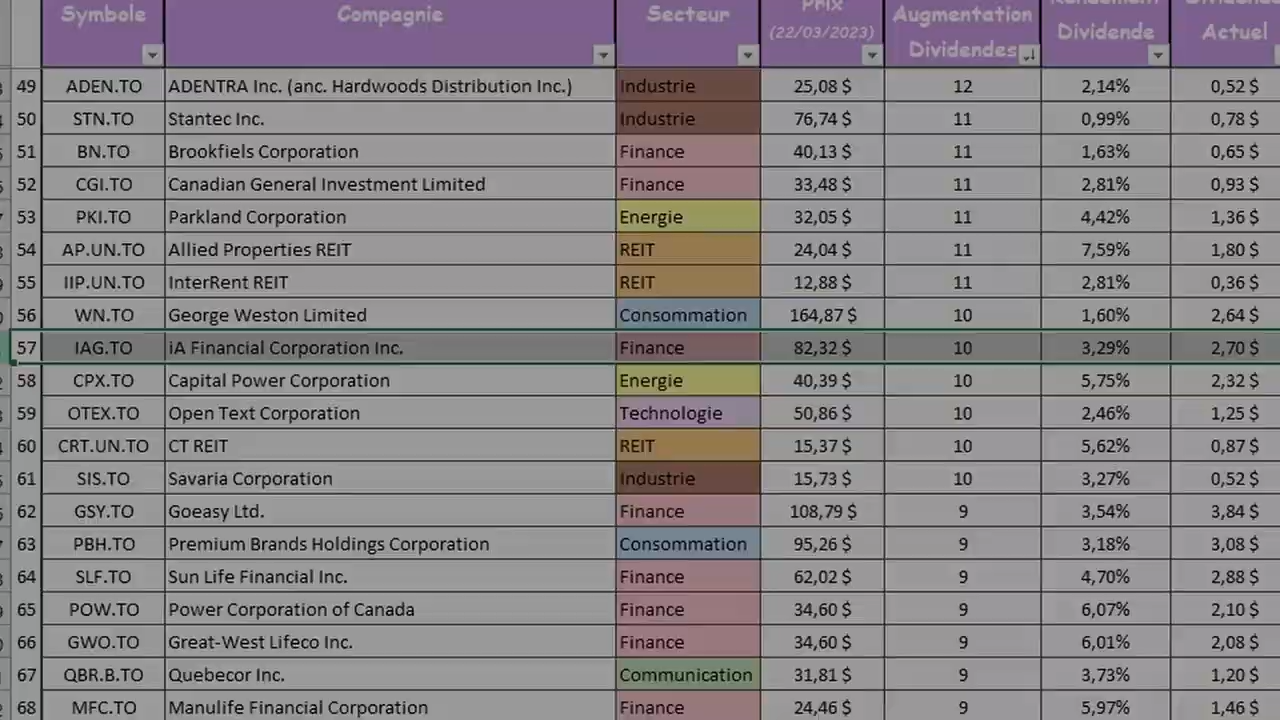 Symbole Compagnie Secteur Prix (22/03/2023) Augmentation Dividendes Dividende Actuel
49 ADEN.TO ADENTRA Inc. (anc. Hardwoods Distribution Inc.) Industrie 25,08 $ 12 2,14% 0,52 $
50 STN.TO Stantec Inc. Industrie 76,74 $ 11 0,99% 0,78 $
51 BN.TO Brookfiels Corporation Finance 40,13 $ 11 1,63% 0,65 $
52 CGI.TO Canadian General Investment Limited Finance 33,48 $ 11 2,81% 0,93 $
53 PKI.TO Parkland Corporation Energie 32,05 $ 11 4,42% 1,36 $
54 AP.UN.TO Allied Properties REIT REIT 24,04 $ 11 7,59% 1,80 $
55 IIP.UN.TO InterRent REIT REIT 12,88 $ 11 2,81% 0,36 $
56 WN.TO George Weston Limited Consommation 164,87 $ 10 1,60% 2,64 $
57 IAG.TO iA Financial Corporation Inc. Finance 82,32 $ 10 3,29% 2,70 $
58 CPX.TO Capital Power Corporation Energie 40,39 $ 10 5,75% 2,32 $
59 OTEX.TO Open Text Corporation Technologie 50,86 $ 10 2,46% 1,25 $
60 CRT.UN.TO CT REIT REIT 15,37 $ 10 5,62% 0,87 $
61 SIS.TO Savaria Corporation Industrie 15,73 $ 10 3,27% 0,52 $
62 GSY.TO Goeasy Ltd. Finance 108,79 $ 9 3,54% 3,84 $
63 PBH.TO Premium Brands Holdings Corporation Consommation 95,26 $ 9 3,18% 3,08 $
64 SLF.TO Sun Life Financial Inc. Finance 62,02 $ 9 4,70% 2,88 $
65 POW.TO Power Corporation of Canada Finance 34,60 $ 9 6,07% 2,10 $
66 GWO.TO Great-West Lifeco Inc. Finance 34,60 $ 9 6,01% 2,08 $
67 QBR.B.TO Quebecor Inc. Communication 31,81 $ 9 3,73% 1,20 $
68 MFC.TO Manulife Financial Corporation Finance 24,46 $ 9 5,97% 1,46 $